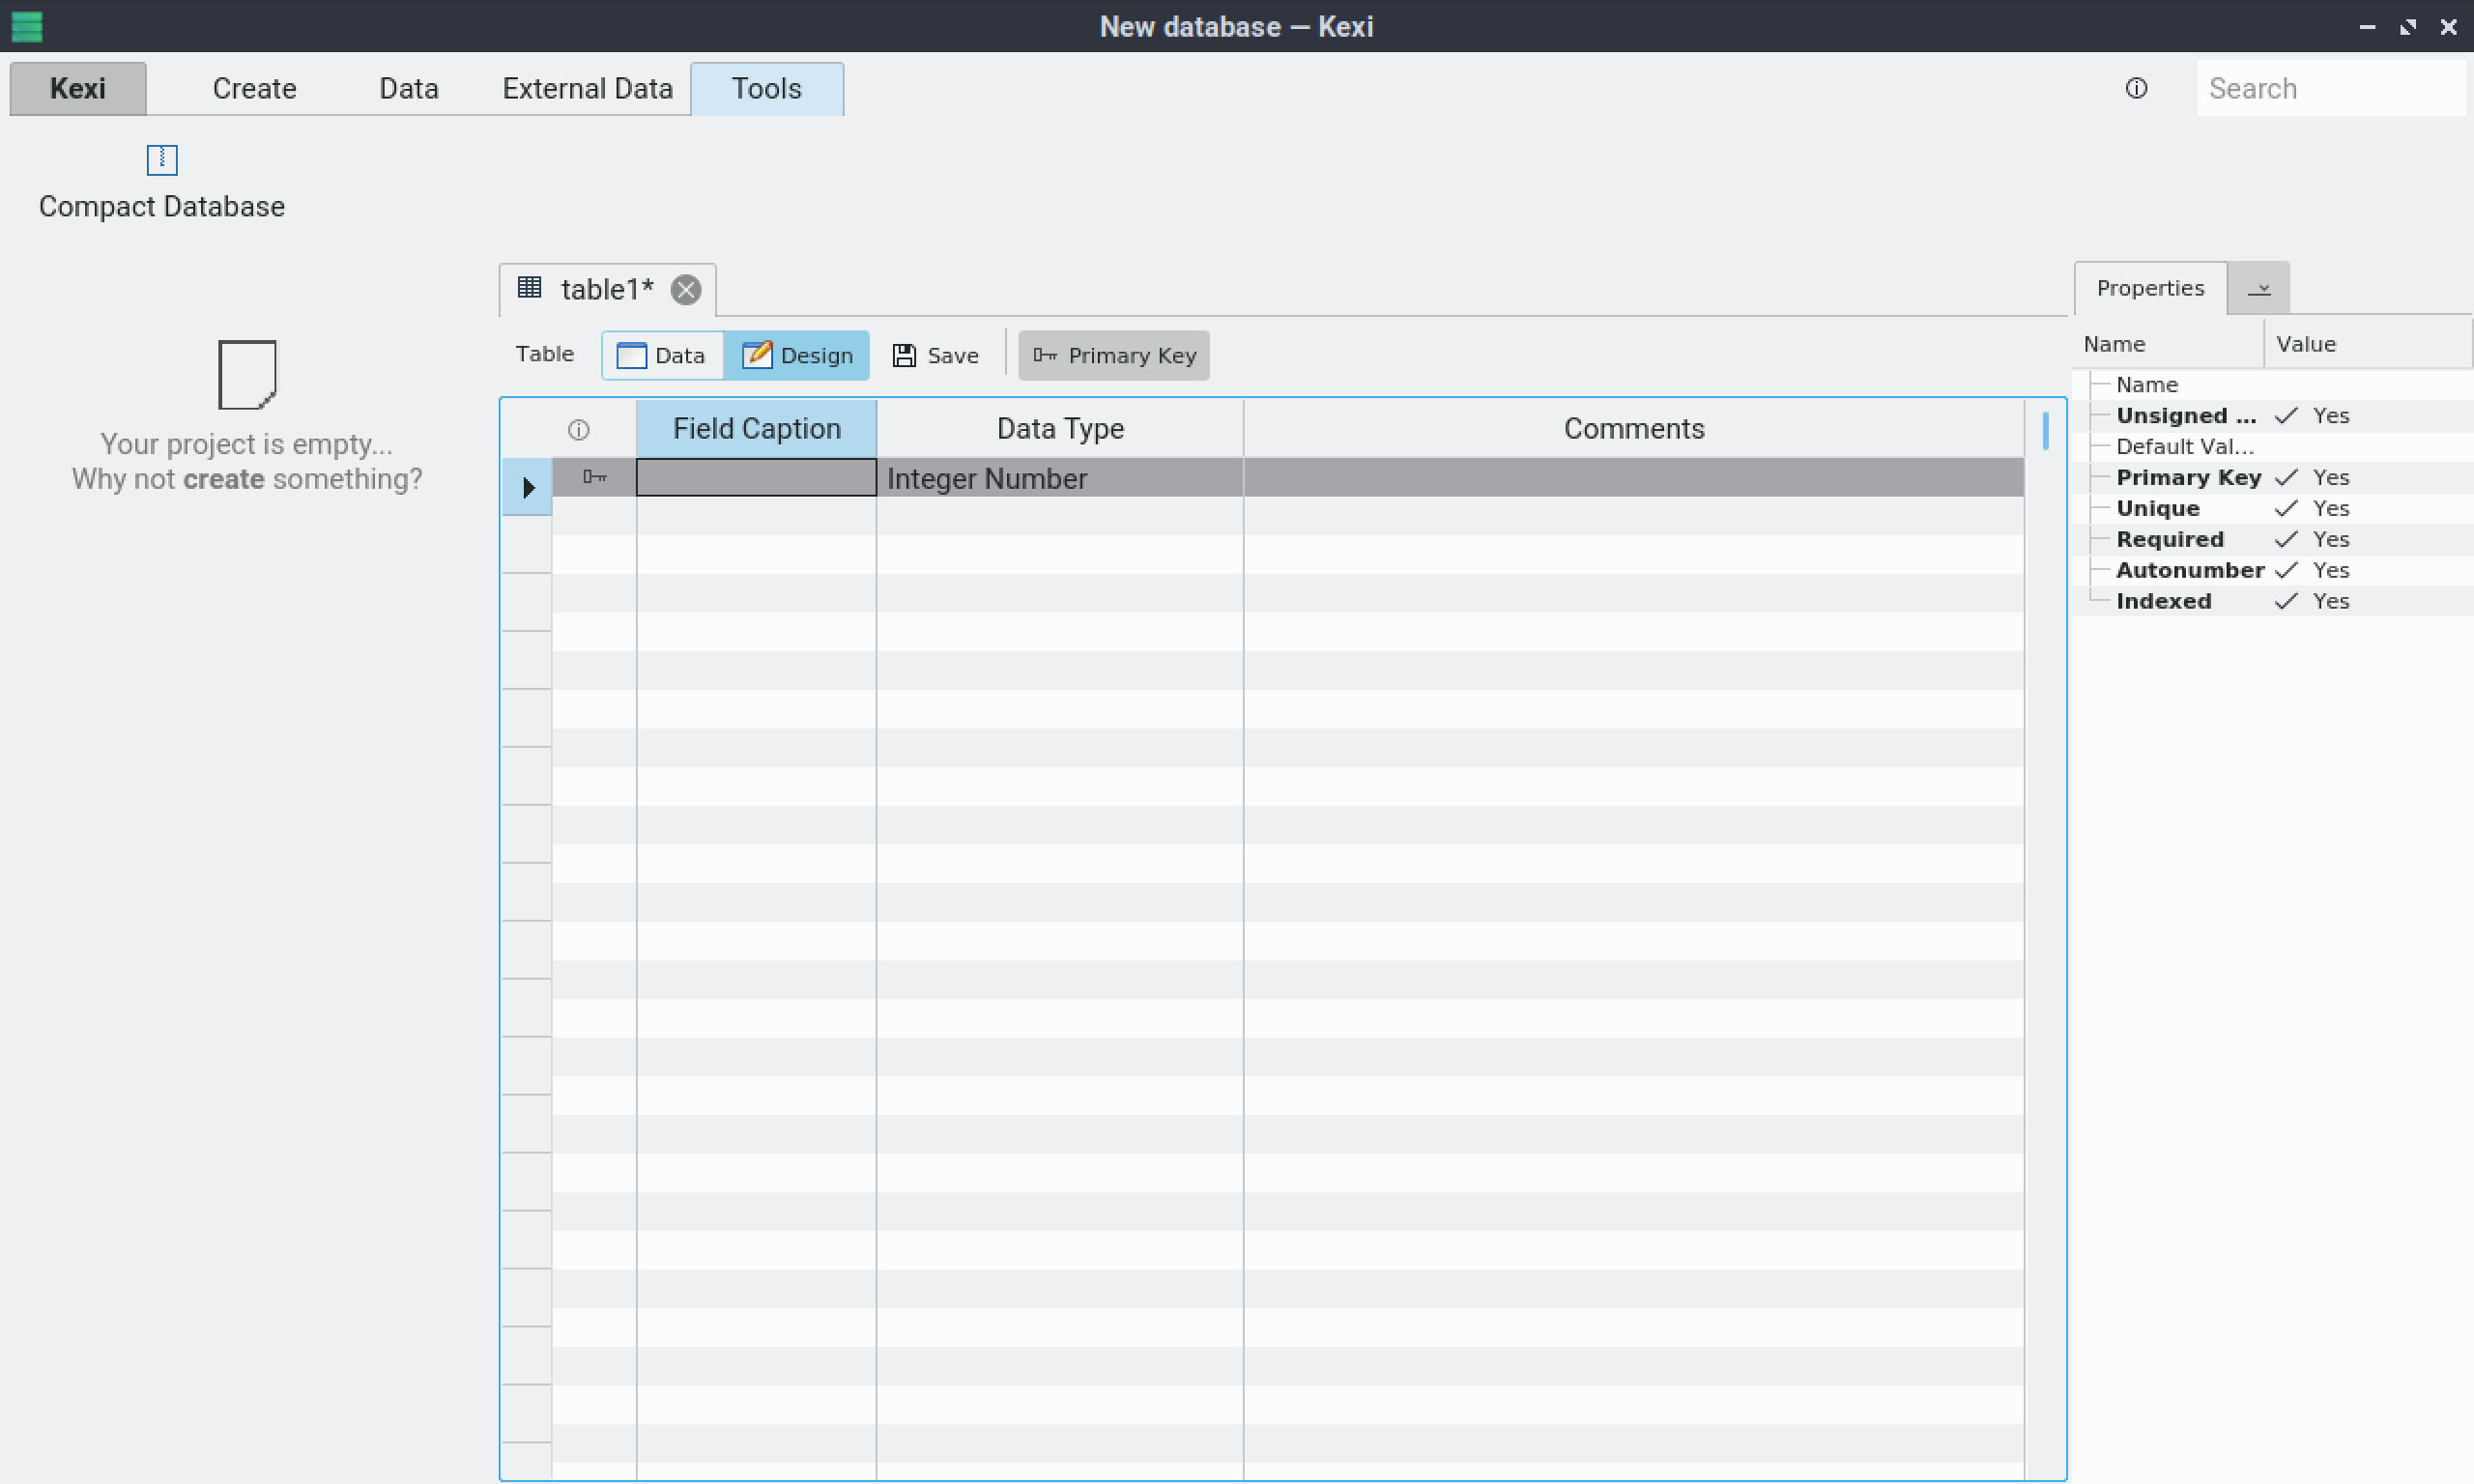 New database — Kexi
Kexi Create Data External Data Tools Search
Compact Database
table1*
Properties
Table Data Design Save Primary Key
Name Value
Your project is empty...
Why not create something?
Field Caption Data Type Comments
Integer Number
Name
Unsigned ... Yes
Default Val...
Primary Key Yes
Unique Yes
Required Yes
Autonumber Yes
Indexed Yes